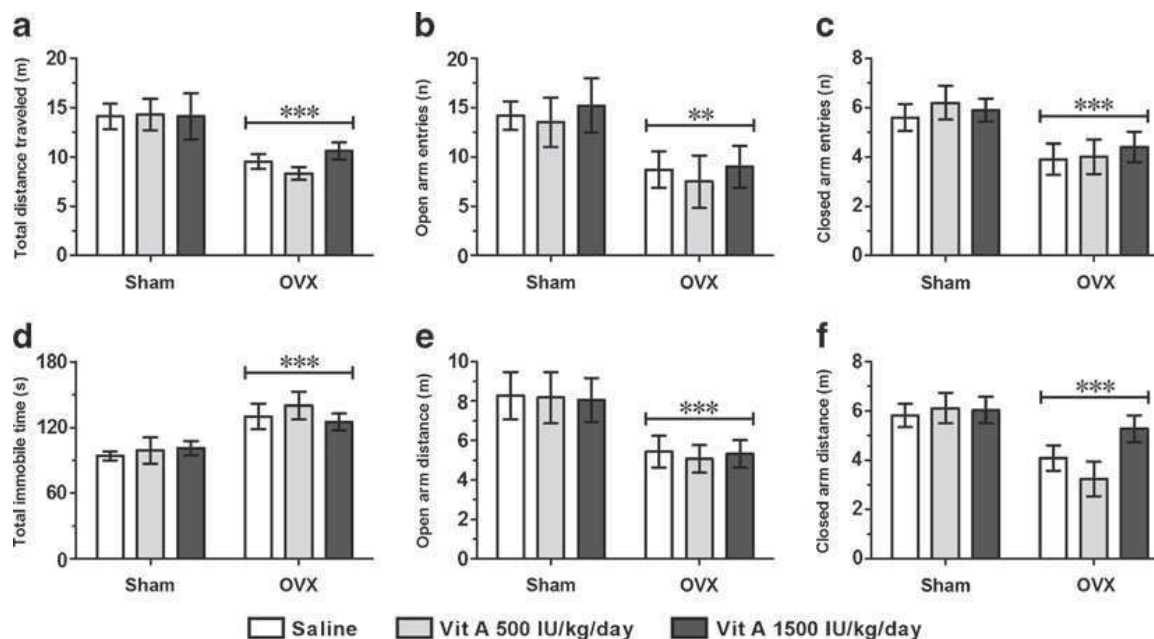 a
Total distance traveled (m)
20
15
10
5
0
***
Sham OVX
b
Open arm entries (n)
20
15
10
5
0
**
Sham OVX
c
Closed arm entries (n)
8
6
4
2
0
***
Sham OVX
d
Total immobile time (s)
180
120
60
0
***
Sham OVX
e
Open arm distance (m)
10
8
6
4
2
0
***
Sham OVX
f
Closed arm distance (m)
8
6
4
2
0
***
Sham OVX
Saline Vit A 500 IU/kg/day Vit A 1500 IU/kg/day